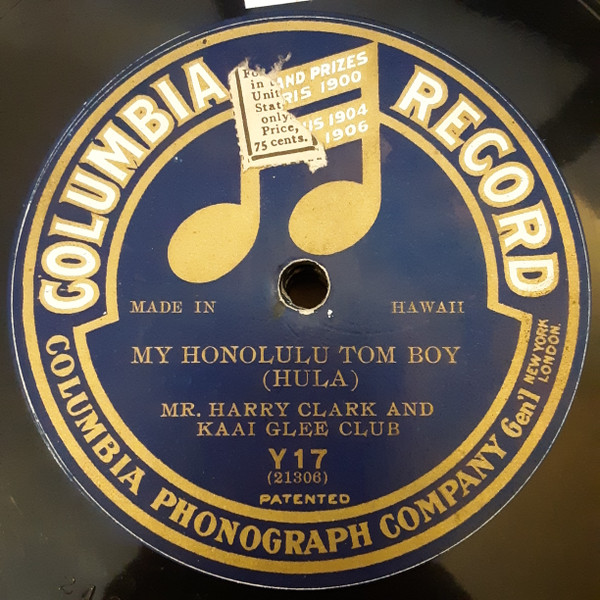 COLUMBIA RECORD
in
Unit
Stat
only.
Price,
75 cents.
AND PRIZES
RIS 1900
US 1904
1906
MADE IN HAWAII
MY HONOLULU TOM BOY
(HULA)
MR. HARRY CLARK AND
KAAI GLEE CLUB
Y17
(21306)
PATENTED
COLUMBIA PHONOGRAPH COMPANY Gen'l NEW YORK
LONDON.